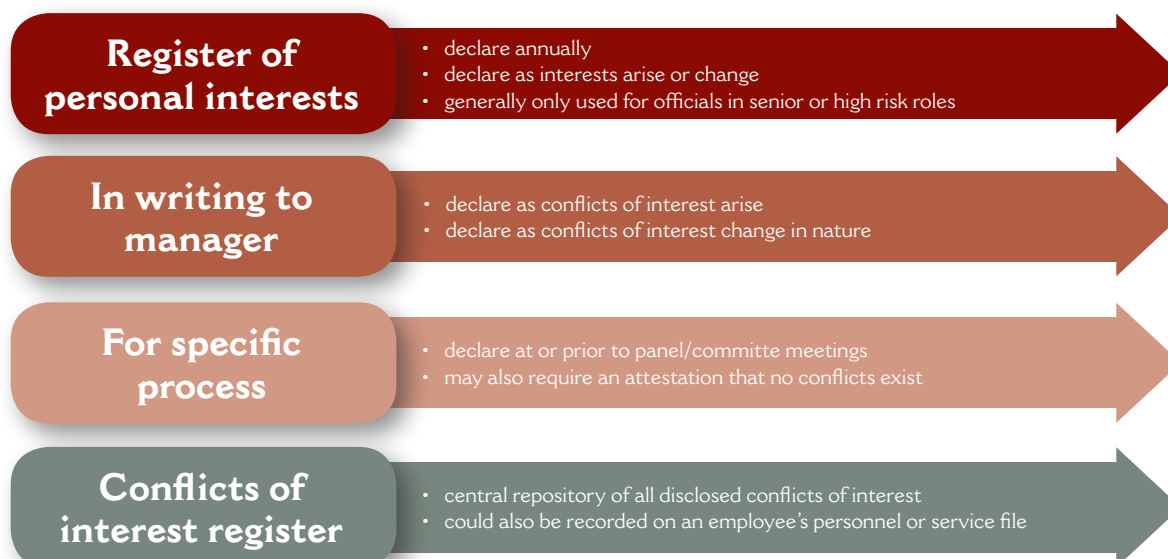 Register of
personal interests
• declare annually
• declare as interests arise or change
• generally only used for officials in senior or high risk roles
In writing to
manager
• declare as conflicts of interest arise
• declare as conflicts of interest change in nature
For specific
process
• declare at or prior to panel/committe meetings
• may also require an attestation that no conflicts exist
Conflicts of
interest register
• central repository of all disclosed conflicts of interest
• could also be recorded on an employee's personnel or service file